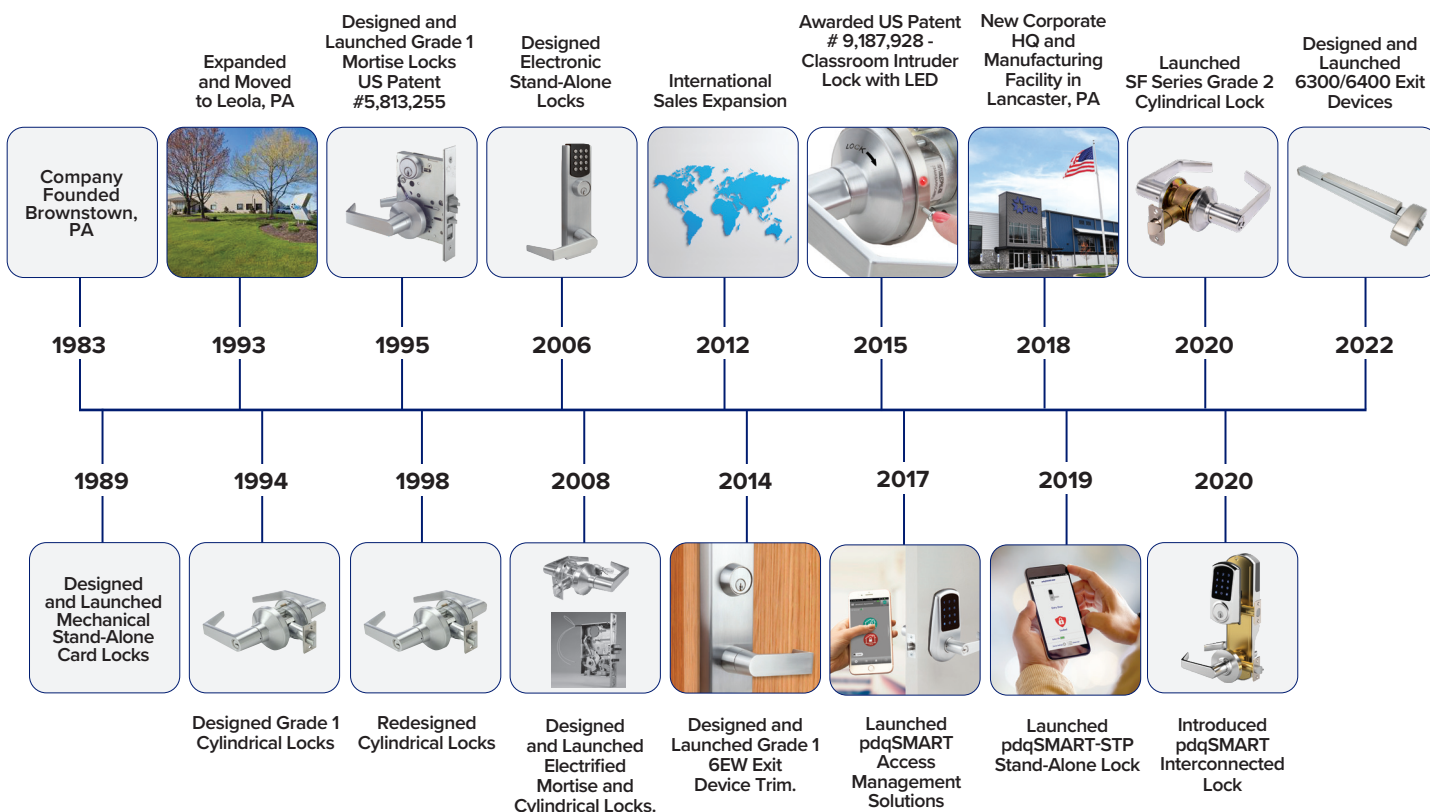 Company
Founded
Brownstown,
PA
1983
Expanded
and Moved
to Leola, PA
1993
Designed and
Launched Grade 1
Mortise Locks
US Patent
#5,813,255
1995
Designed
Electronic
Stand-Alone
Locks
2006
International
Sales Expansion
2012
Awarded US Patent
# 9,187,928 -
Classroom Intruder
Lock with LED
LOCK
2015
New Corporate
HQ and
Manufacturing
Facility in
Lancaster, PA
PDQ
2018
Launched
SF Series Grade 2
Cylindrical Lock
2020
Designed and
Launched
6300/6400 Exit
Devices
2022
1989
Designed
and Launched
Mechanical
Stand-Alone
Card Locks
1994
Designed Grade 1
Cylindrical Locks
1998
Redesigned
Cylindrical Locks
2008
Designed
and Launched
Electrified
Mortise and
Cylindrical Locks.
2014
Designed and
Launched Grade 1
6EW Exit
Device Trim.
2017
Launched
pdqSMART
Access
Management
Solutions
2019
Launched
pdqSMART-STP
Stand-Alone Lock
2020
Introduced
pdqSMART
Interconnected
Lock